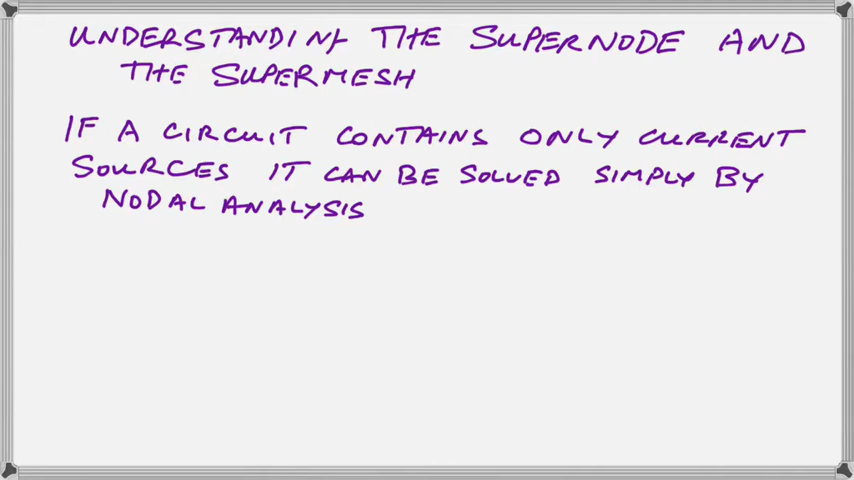 UNDERSTANDING THE SUPERNODE AND
THE SUPERMESH
IF A CIRCUIT CONTAINS ONLY CURRENT
SOURCES IT CAN BE SOLVED SIMPLY BY
NODAL ANALYSIS